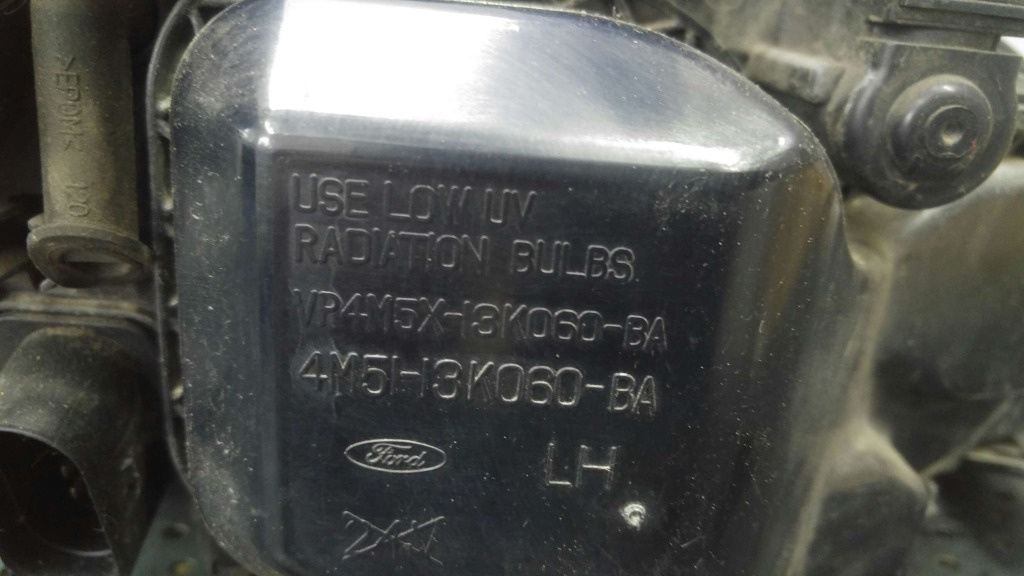 USE LOW UV
RADIATION BULBS
VP4M5X-13K060-BA
4M51-13K060-BA
Ford
LH